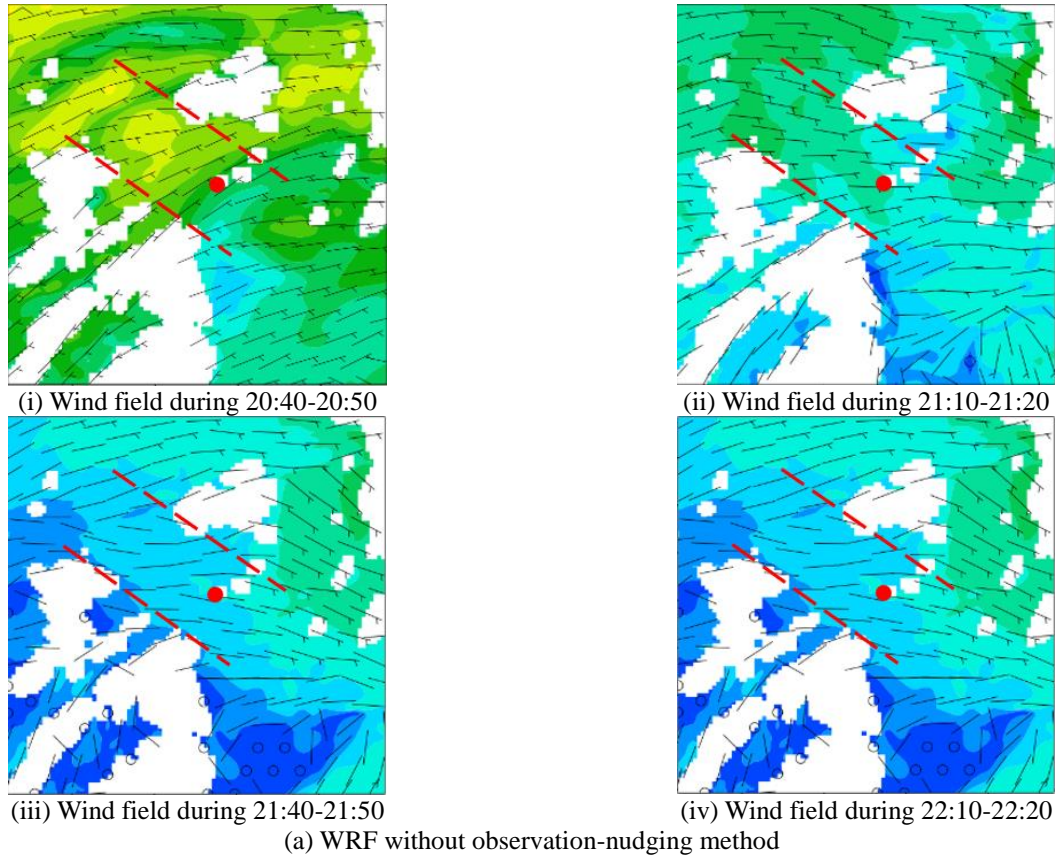 (i) Wind field during 20:40-20:50
(ii) Wind field during 21:10-21:20
(iii) Wind field during 21:40-21:50
(iv) Wind field during 22:10-22:20
(a) WRF without observation-nudging method